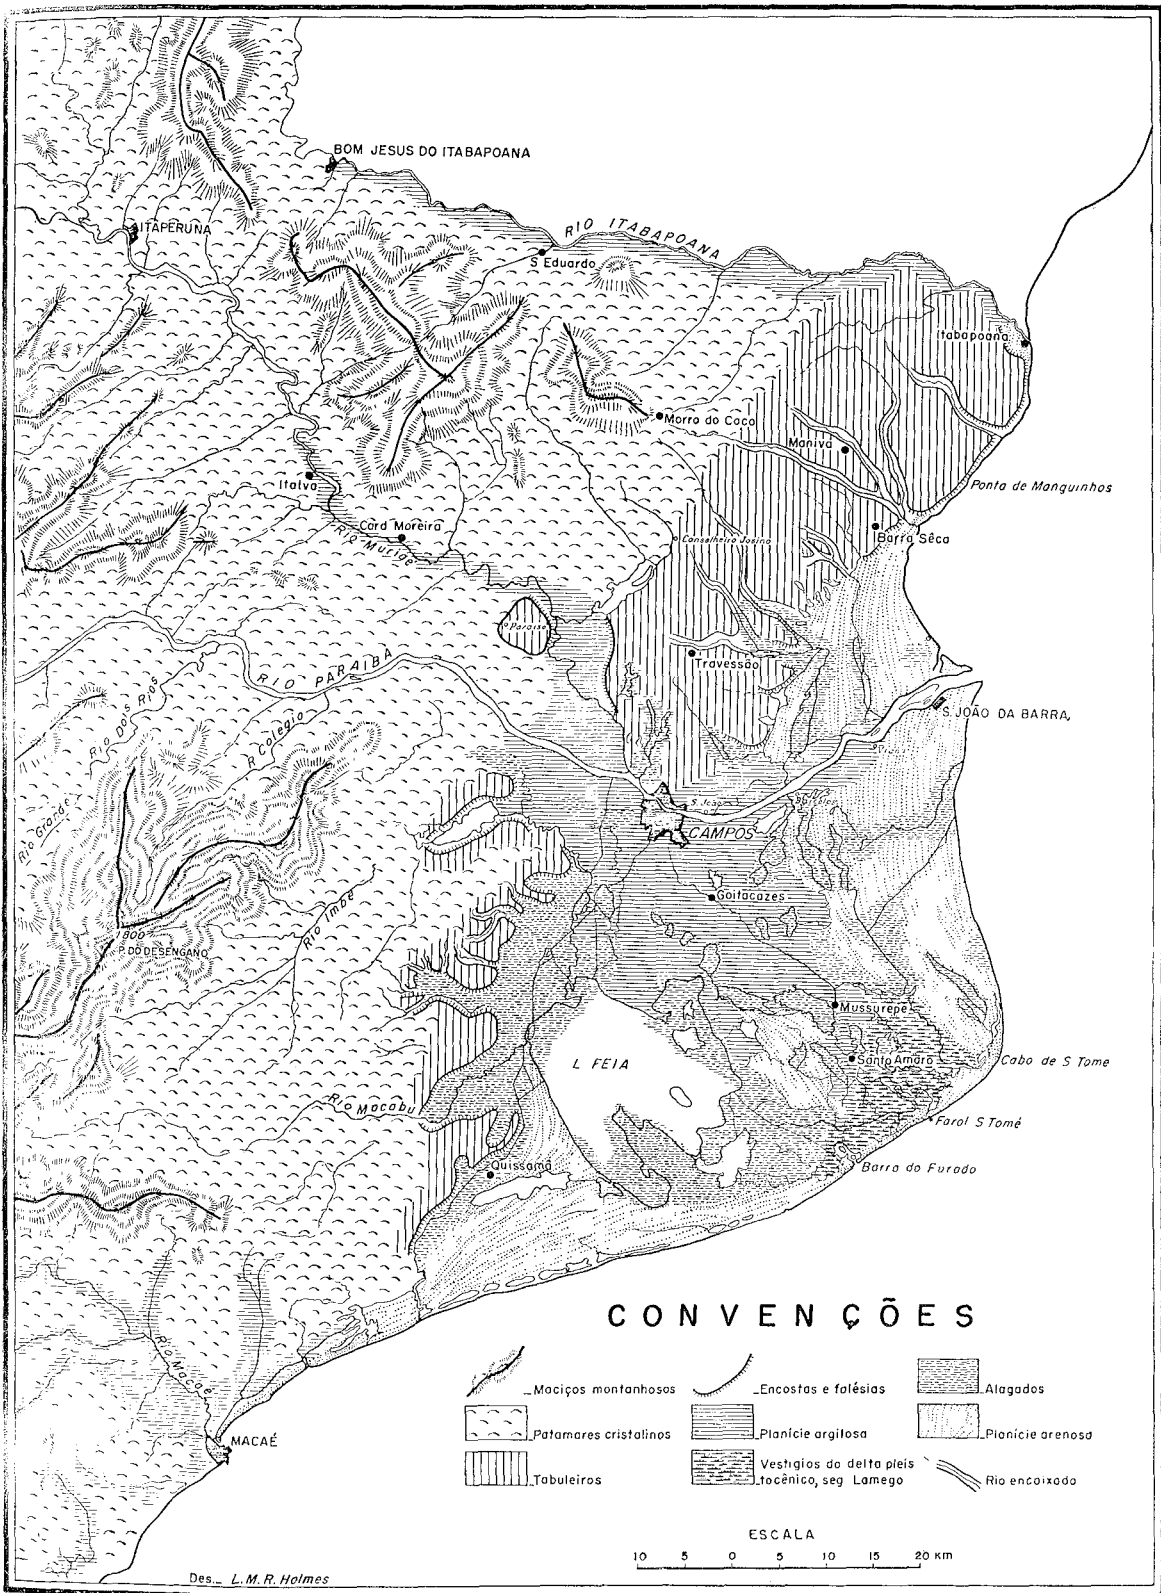 BOM JESUS DO ITABAPOANA
ITAPERUNA
RIO ITABAPOANA
S Eduardo
Itabapoana
Morro do Coco
Maniva
Ponta de Manguinhos
Italva
Card Moreira
Rio Muriaé
Conselheiro Josino
Barra Sêca
Paraiso
Travessão
RIO PARAIBA
Rio Dois Rios
R Colegio
S. JOÃO DA BARRA
Rio Grande
S. João
CAMPOS
Goitacazes
Rio Imbé
P. DO DESENGANO
Mussurepe
L FEIA
Santo Amaro
Cabo de S Tome
Rio Macabu
Farol S Tomé
Barra do Furado
Quissamã
Rio Macaé
MACAÉ
CONVENÇÕES
Maciços montanhosos
Encostas e falésias
Alagados
Patamares cristalinos
Planície argilosa
Planície arenosa
Tabuleiros
Vestígios do delta pleis
tocênico, seg Lamego
Rio encaixado
ESCALA
10 5 0 5 10 15 20 KM
Des._ L.M.R. Holmes